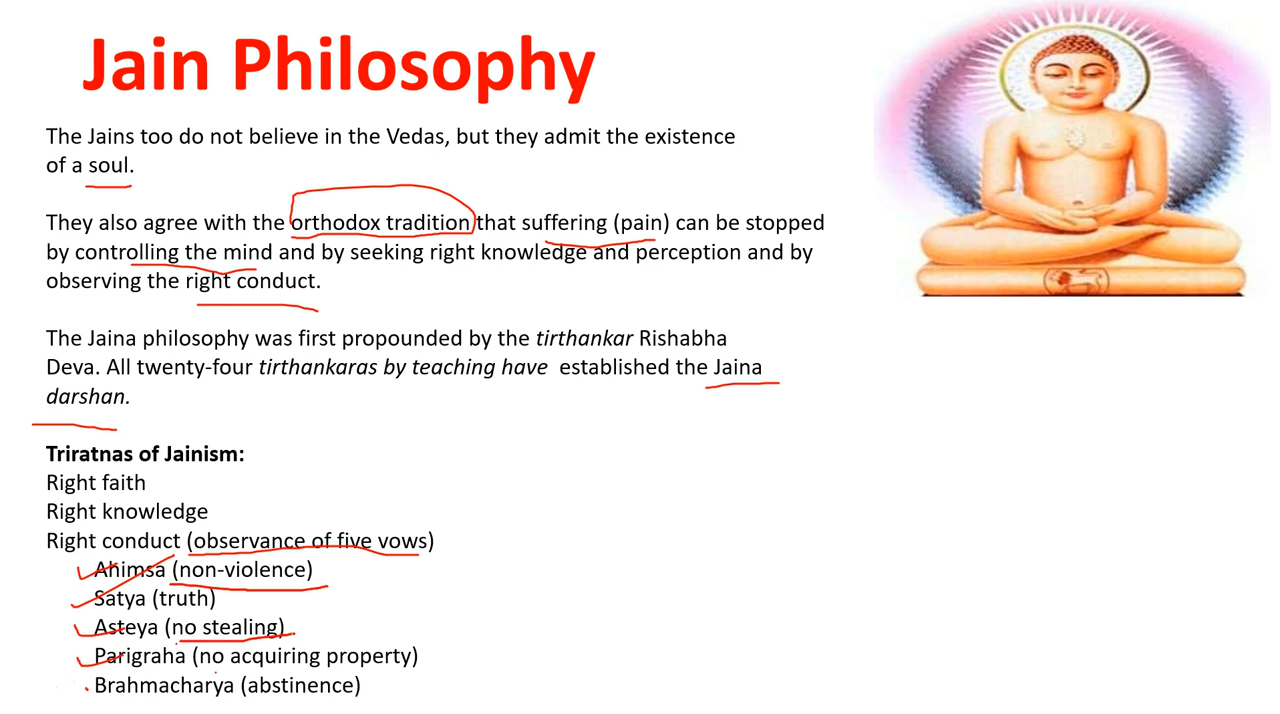 Jain Philosophy
The Jains too do not believe in the Vedas, but they admit the existence
of a soul.
They also agree with the orthodox tradition that suffering (pain) can be stopped
by controlling the mind and by seeking right knowledge and perception and by
observing the right conduct.
The Jaina philosophy was first propounded by the tirthankar Rishabha
Deva. All twenty-four tirthankaras by teaching have established the Jaina
darshan.
Triratnas of Jainism:
Right faith
Right knowledge
Right conduct (observance of five vows)
Ahimsa (non-violence)
Satya (truth)
Asteya (no stealing)
Parigraha (no acquiring property)
Brahmacharya (abstinence)